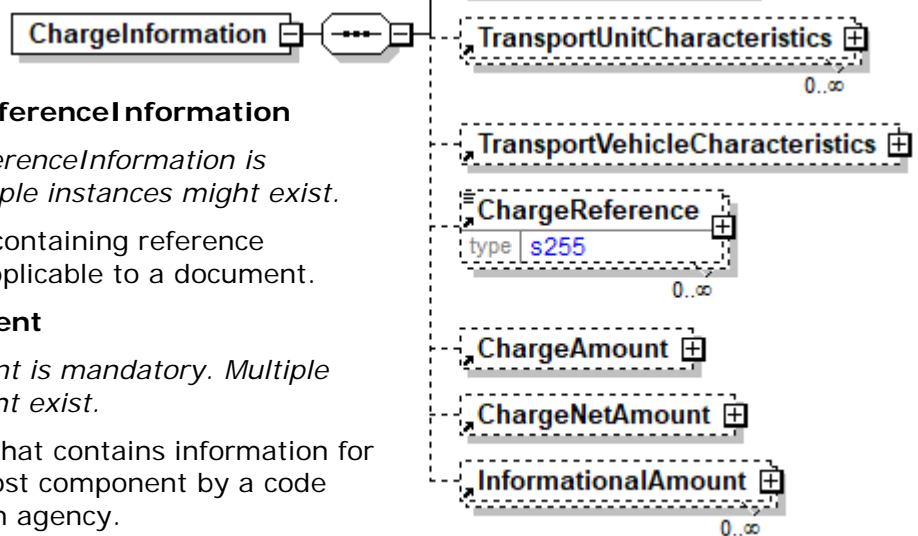 ChargeInformation
TransportUnitCharacteristics
0..∞
TransportVehicleCharacteristics
ChargeReference
type s255
0..∞
ChargeAmount
ChargeNetAmount
InformationalAmount
0..∞
ferenceInformation
erenceInformation is
ple instances might exist.
containing reference
pplicable to a document.
ent
nt is mandatory. Multiple
nt exist.
hat contains information for
ost component by a code
n agency.